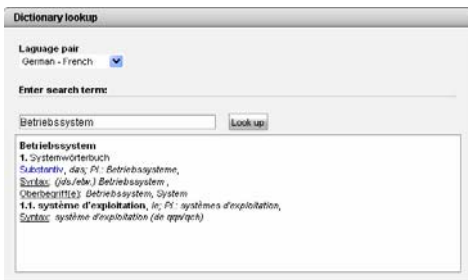 Dictionary lookup
Laguage pair
German - French
Enter search term:
Betriebssystem
Look up
Betriebssystem
1. Systemwörterbuch
Substantiv, das; Pl.: Betriebssysteme,
Syntax: (jds/etw.) Betriebssystem ,
Oberbegriff(e): Betriebssystem, System
1.1. système d'exploitation, le; Pl.: systèmes d'exploitation,
Syntax: système d'exploitation (de qqn/qch)